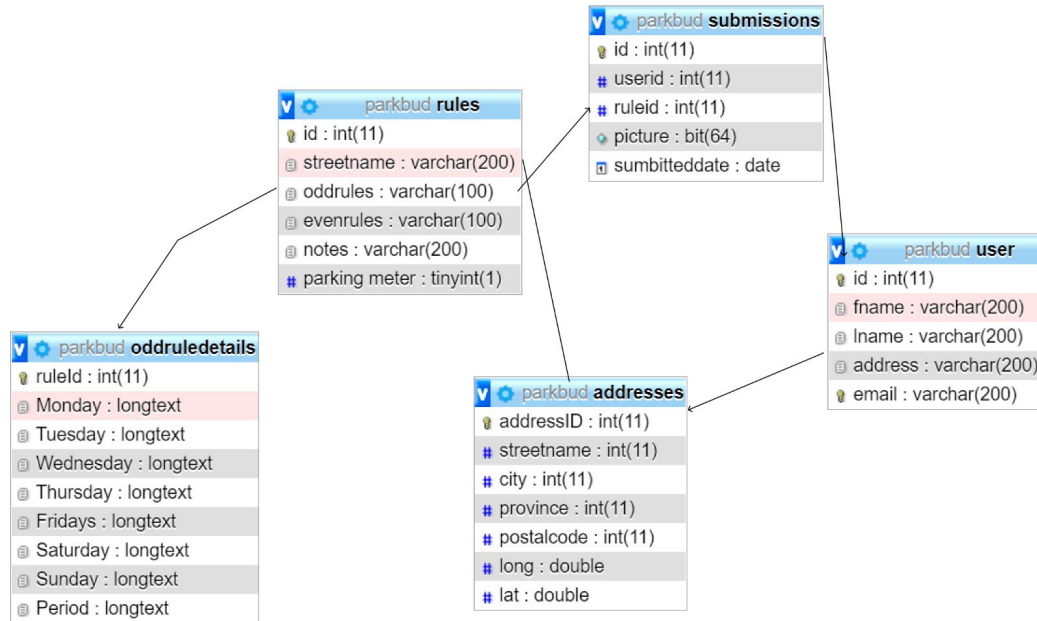 parkbud submissions
id : int(11)
userid : int(11)
ruleid : int(11)
picture : bit(64)
sumbitteddate : date
parkbud rules
id : int(11)
streetname : varchar(200)
oddrules : varchar(100)
evenrules : varchar(100)
notes : varchar(200)
parking meter : tinyint(1)
parkbud user
id : int(11)
fname : varchar(200)
lname : varchar(200)
address : varchar(200)
email : varchar(200)
parkbud oddruledetails
ruleId : int(11)
Monday : longtext
Tuesday : longtext
Wednesday : longtext
Thursday : longtext
Fridays : longtext
Saturday : longtext
Sunday : longtext
Period : longtext
parkbud addresses
addressID : int(11)
streetname : int(11)
city : int(11)
province : int(11)
postalcode : int(11)
long : double
lat : double